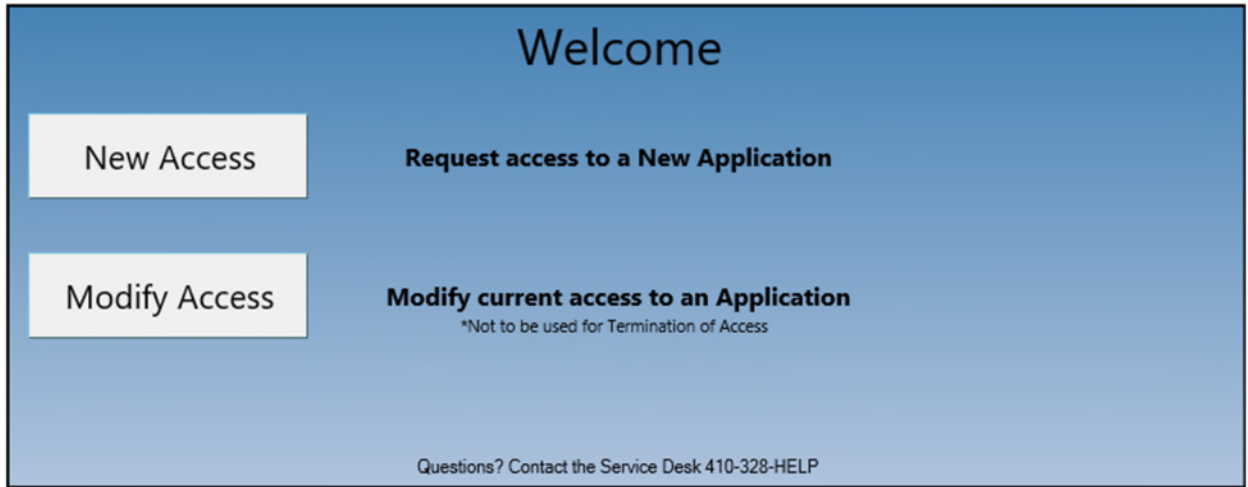 Welcome
New Access
Request access to a New Application
Modify Access
Modify current access to an Application
*Not to be used for Termination of Access
Questions? Contact the Service Desk 410-328-HELP